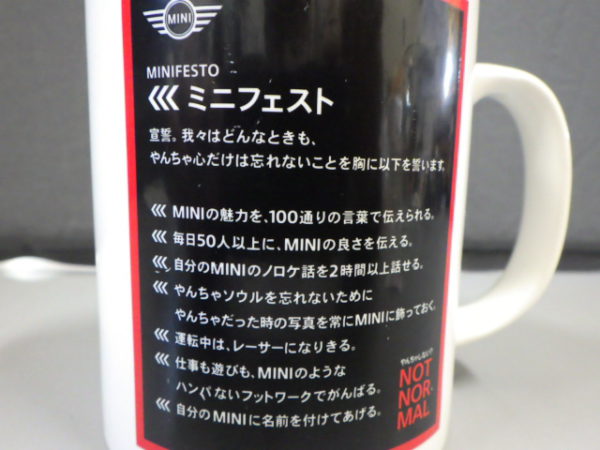 MINI
MINIFESTO
ミニフェスト
宣誓。我々はどんなときも、
やんちゃ心だけは忘れないことを胸に以下を誓います。
MINIの魅力を、100通りの言葉で伝えられる。
毎日50人以上に、MINIの良さを伝える。
自分のMINIのノロケ話を2時間以上話せる。
やんちゃソウルを忘れないために
やんちゃだった時の写真を常にMINIに飾っておく。
運転中は、レーサーになりきる。
仕事も遊びも、MINIのような
ハンパないフットワークでがんばる。
自分のMINIに名前を付けてあげる。
やんちゃしない?
NOT
NOR-
MAL